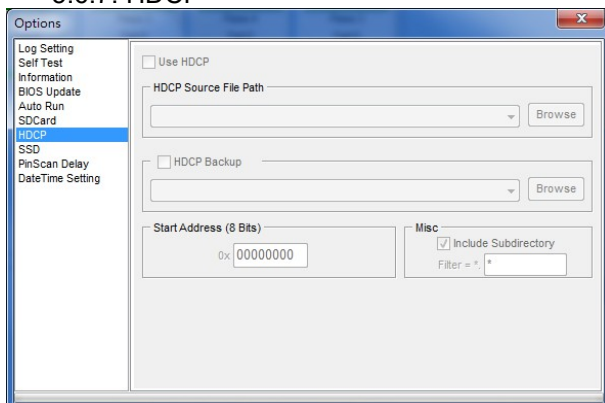 Options
Log Setting
Self Test
Information
BIOS Update
Auto Run
SDCard
HDCP
SSD
PinScan Delay
DateTime Setting
Use HDCP
HDCP Source File Path
Browse
HDCP Backup
Browse
Start Address (8 Bits)
0x 00000000
Misc
Include Subdirectory
Filter = *. *